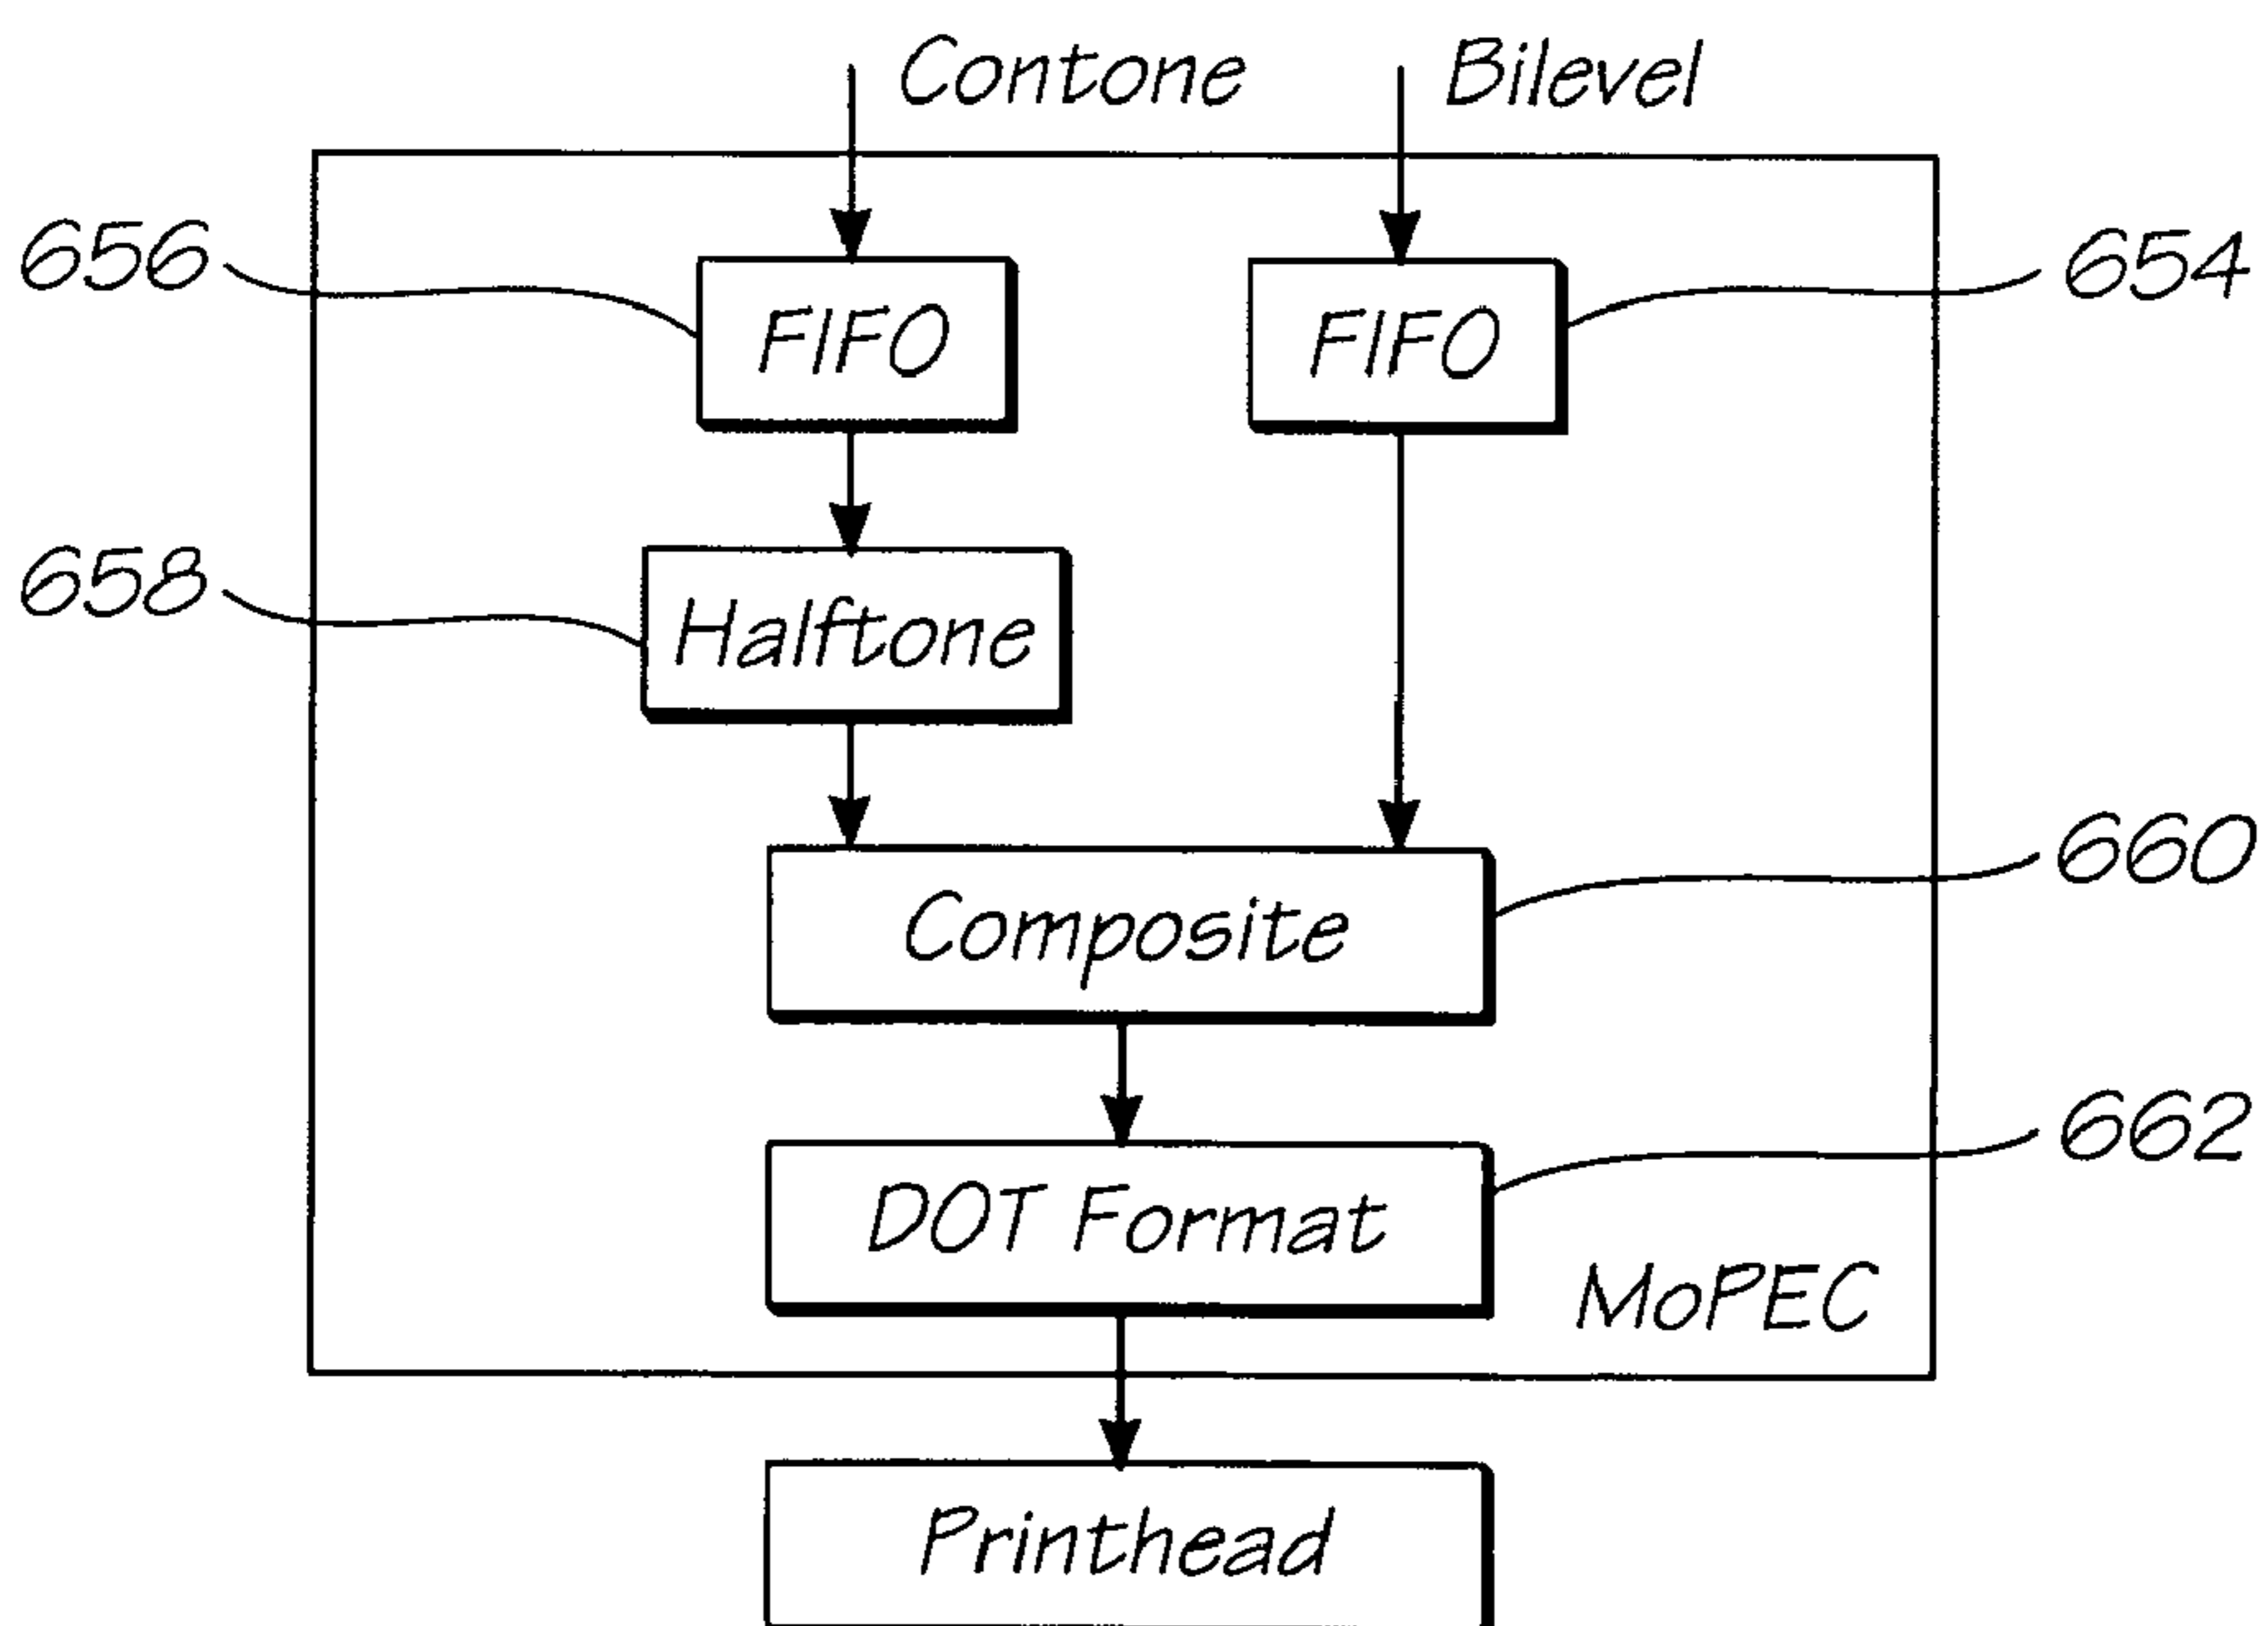 Contone
Bilevel
656
FIFO
FIFO
654
658
Halftone
660
Composite
662
DOT Format
MoPEC
Printhead